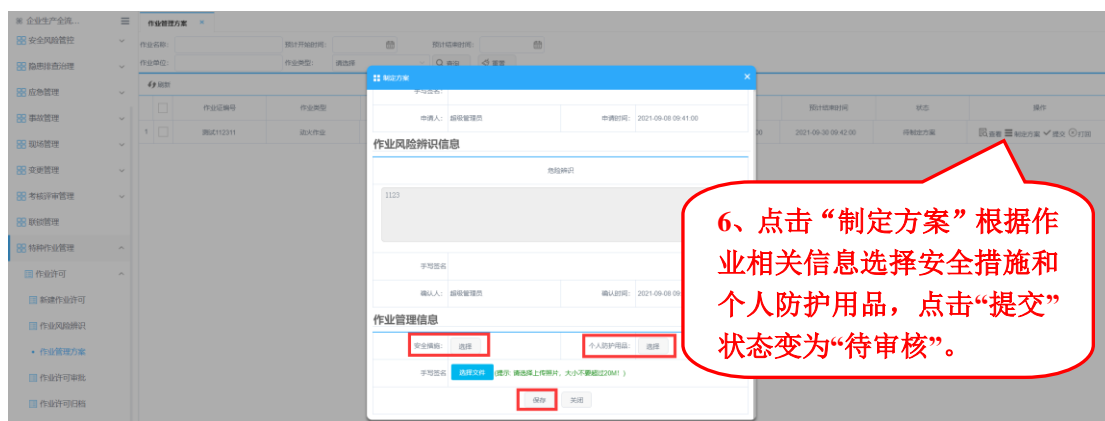 企业生产全流...
作业管理方案 ×
安全风险管控
隐患排查治理
应急管理
事故管理
现场管理
变更管理
考核评审管理
联锁管理
特种作业管理
作业许可
新建作业许可
作业风险辨识
作业管理方案
作业许可审批
作业许可归档
作业名称:
预计开始时间:
预计结束时间:
作业单位:
作业类型: 请选择
查询 重置
刷新
作业证编号 作业类型 预计结束时间 状态 操作
1 测试112311 动火作业 00 2021-09-30 09:42:00 待制定方案 查看 制定方案 提交 打印
制定方案 ×
手写签名:
申请人: 超级管理员 申请时间: 2021-09-08 09:41:00
作业风险辨识信息
危险辨识
1123
手写签名
确认人: 超级管理员 确认时间: 2021-09-08 09
作业管理信息
安全措施: 选择 个人防护用品: 选择
手写签名 选择文件 (提示: 请选择上传照片, 大小不要超过20M! )
保存 关闭
6、点击“制定方案”根据作
业相关信息选择安全措施和
个人防护用品，点击“提交”
状态变为“待审核”。